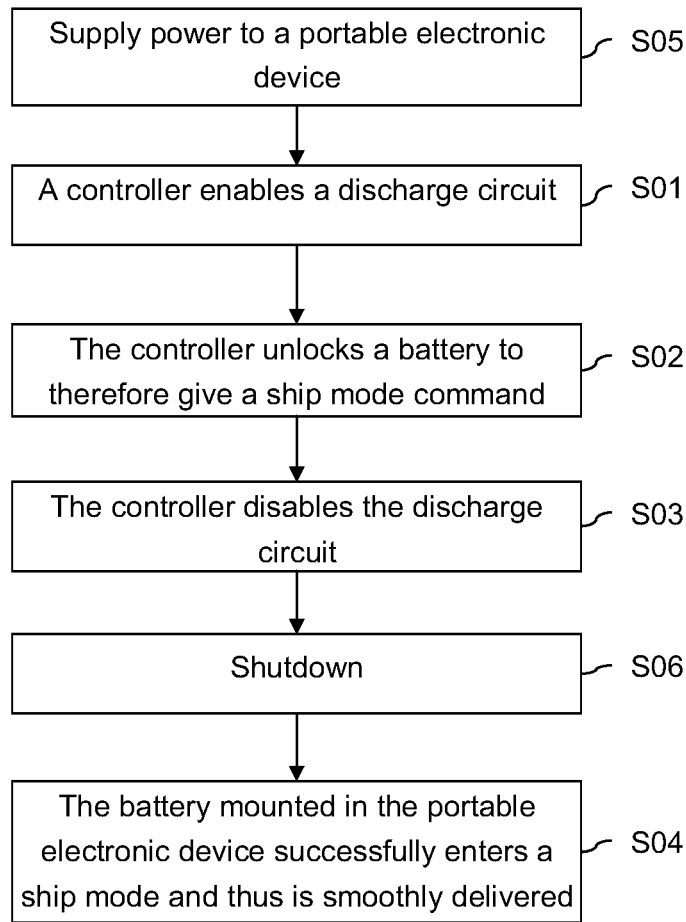 Supply power to a portable electronic
device
S05
A controller enables a discharge circuit
S01
The controller unlocks a battery to
therefore give a ship mode command
S02
The controller disables the discharge
circuit
S03
Shutdown
S06
The battery mounted in the portable
electronic device successfully enters a
ship mode and thus is smoothly delivered
S04